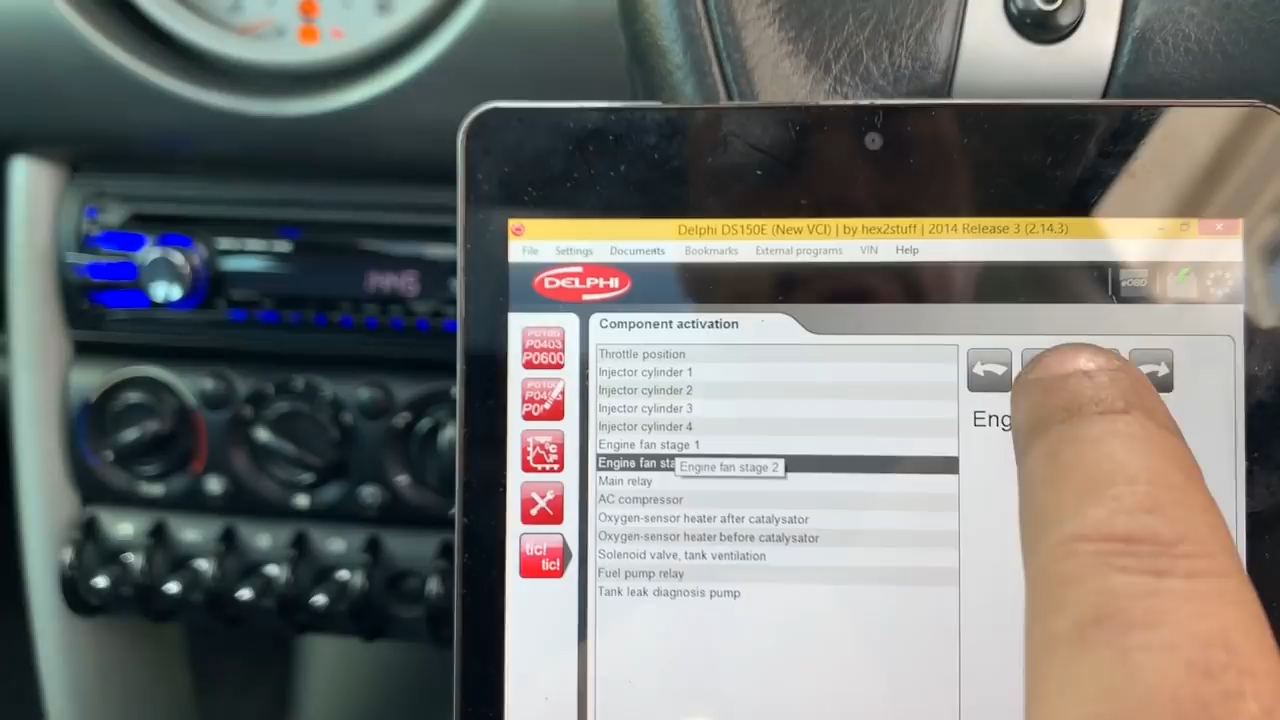 Delphi DS150E (New VCI) | by hex2stuff | 2014 Release 3 (2.14.3)
File Settings Documents Bookmarks External programs VIN Help
DELPHI
eOBD
Component activation
P0403
P0600
Throttle position
Injector cylinder 1
Injector cylinder 2
Injector cylinder 3
Injector cylinder 4
Engine fan stage 1
Engine fan sta
Engine fan stage 2
Main relay
AC compressor
Oxygen-sensor heater after catalysator
Oxygen-sensor heater before catalysator
Solenoid valve, tank ventilation
Fuel pump relay
Tank leak diagnosis pump
Eng
°C
tic!
tic!